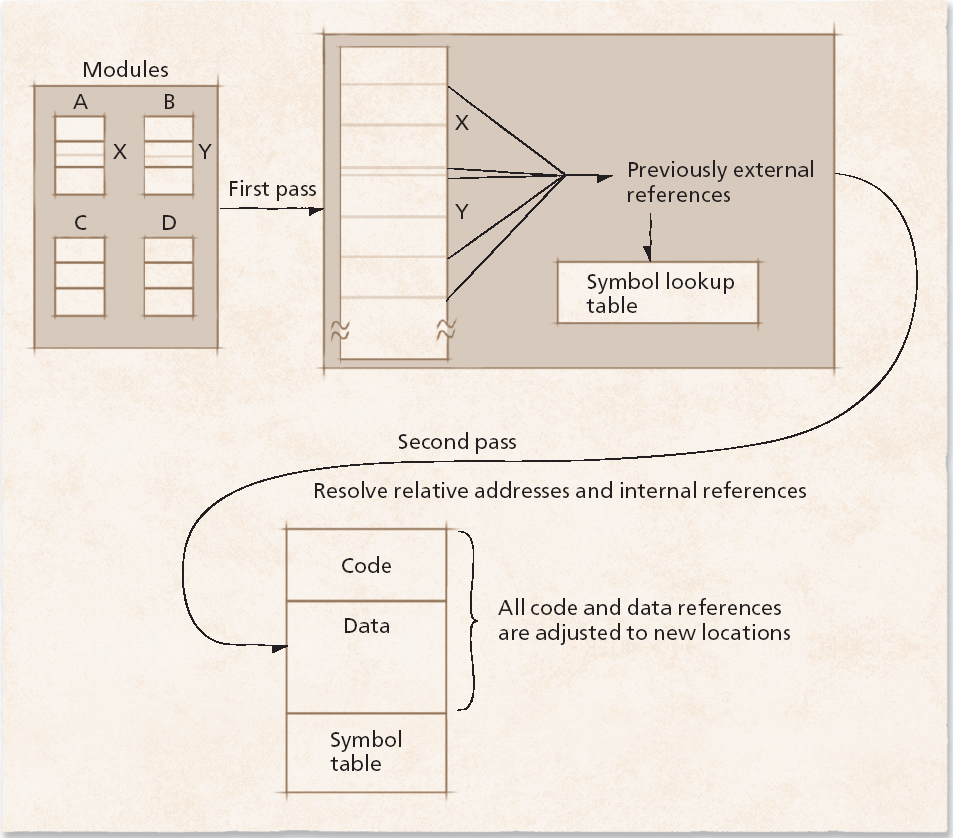 Modules
A
B
X
Y
C
D
First pass
X
Y
Previously external
references
Symbol lookup
table
Second pass
Resolve relative addresses and internal references
Code
Data
All code and data references
are adjusted to new locations
Symbol
table